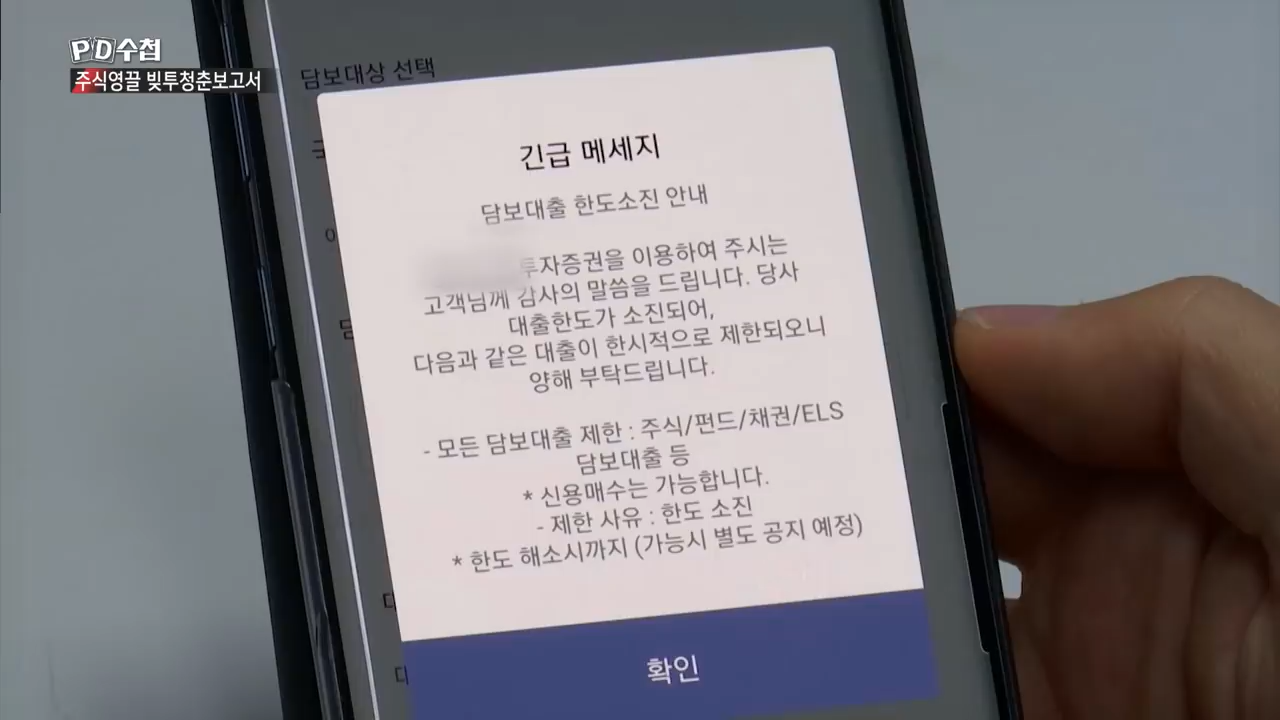 PD수첩
주식영끌 빚투청춘보고서
담보대상 선택
긴급 메세지
담보대출 한도소진 안내
투자증권을 이용하여 주시는
고객님께 감사의 말씀을 드립니다. 당사
대출한도가 소진되어,
다음과 같은 대출이 한시적으로 제한되오니
양해 부탁드립니다.
- 모든 담보대출 제한 : 주식/펀드/채권/ELS
담보대출 등
* 신용매수는 가능합니다.
- 제한 사유 : 한도 소진
* 한도 해소시까지 (가능시 별도 공지 예정)
확인